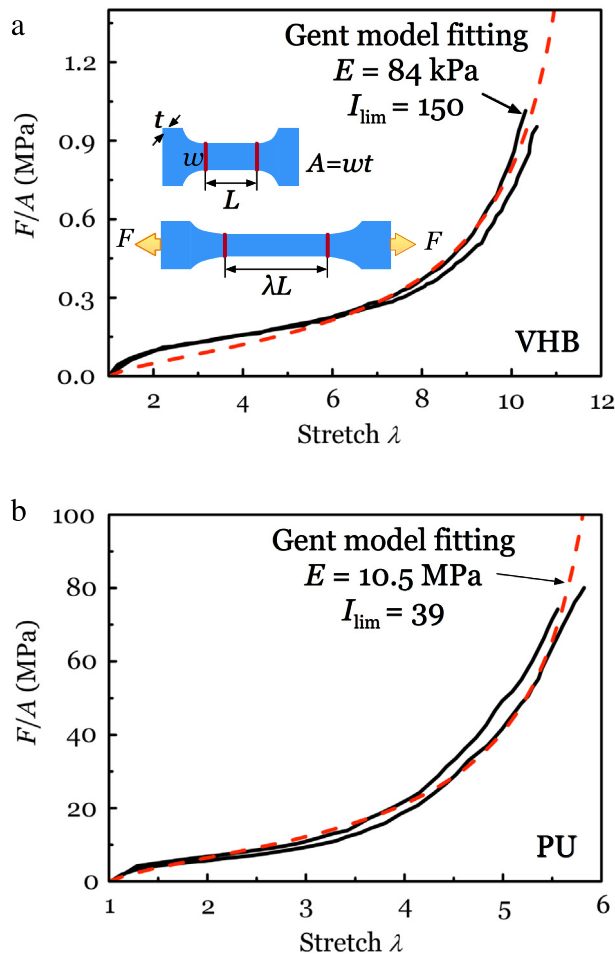 a
Gent model fitting
E = 84 kPa
I_lim = 150
t
w
A=wt
L
F
F
λL
VHB
F/A (MPa)
1.2
0.9
0.6
0.3
0.0
2 4 6 8 10 12
Stretch λ
b
Gent model fitting
E = 10.5 MPa
I_lim = 39
PU
F/A (MPa)
100
80
60
40
20
0
1 2 3 4 5 6
Stretch λ